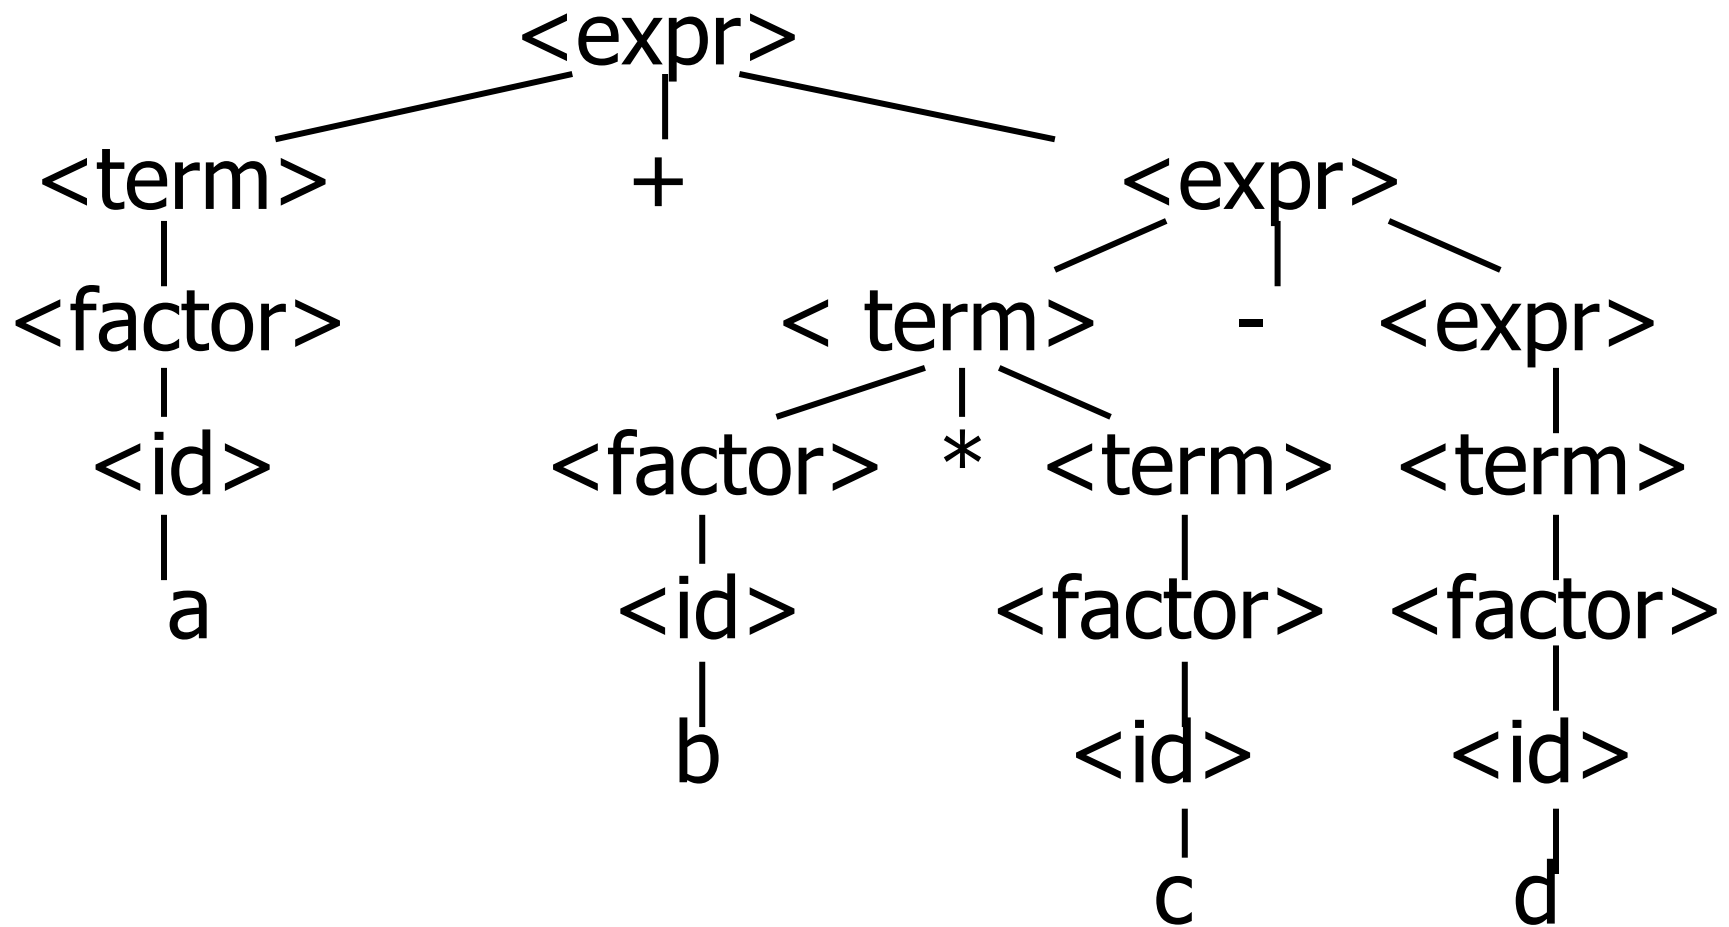 <expr>
<term> + <expr>
<factor> < term> - <expr>
<id> <factor> * <term> <term>
a <id> <factor> <factor>
b <id> <id>
c d